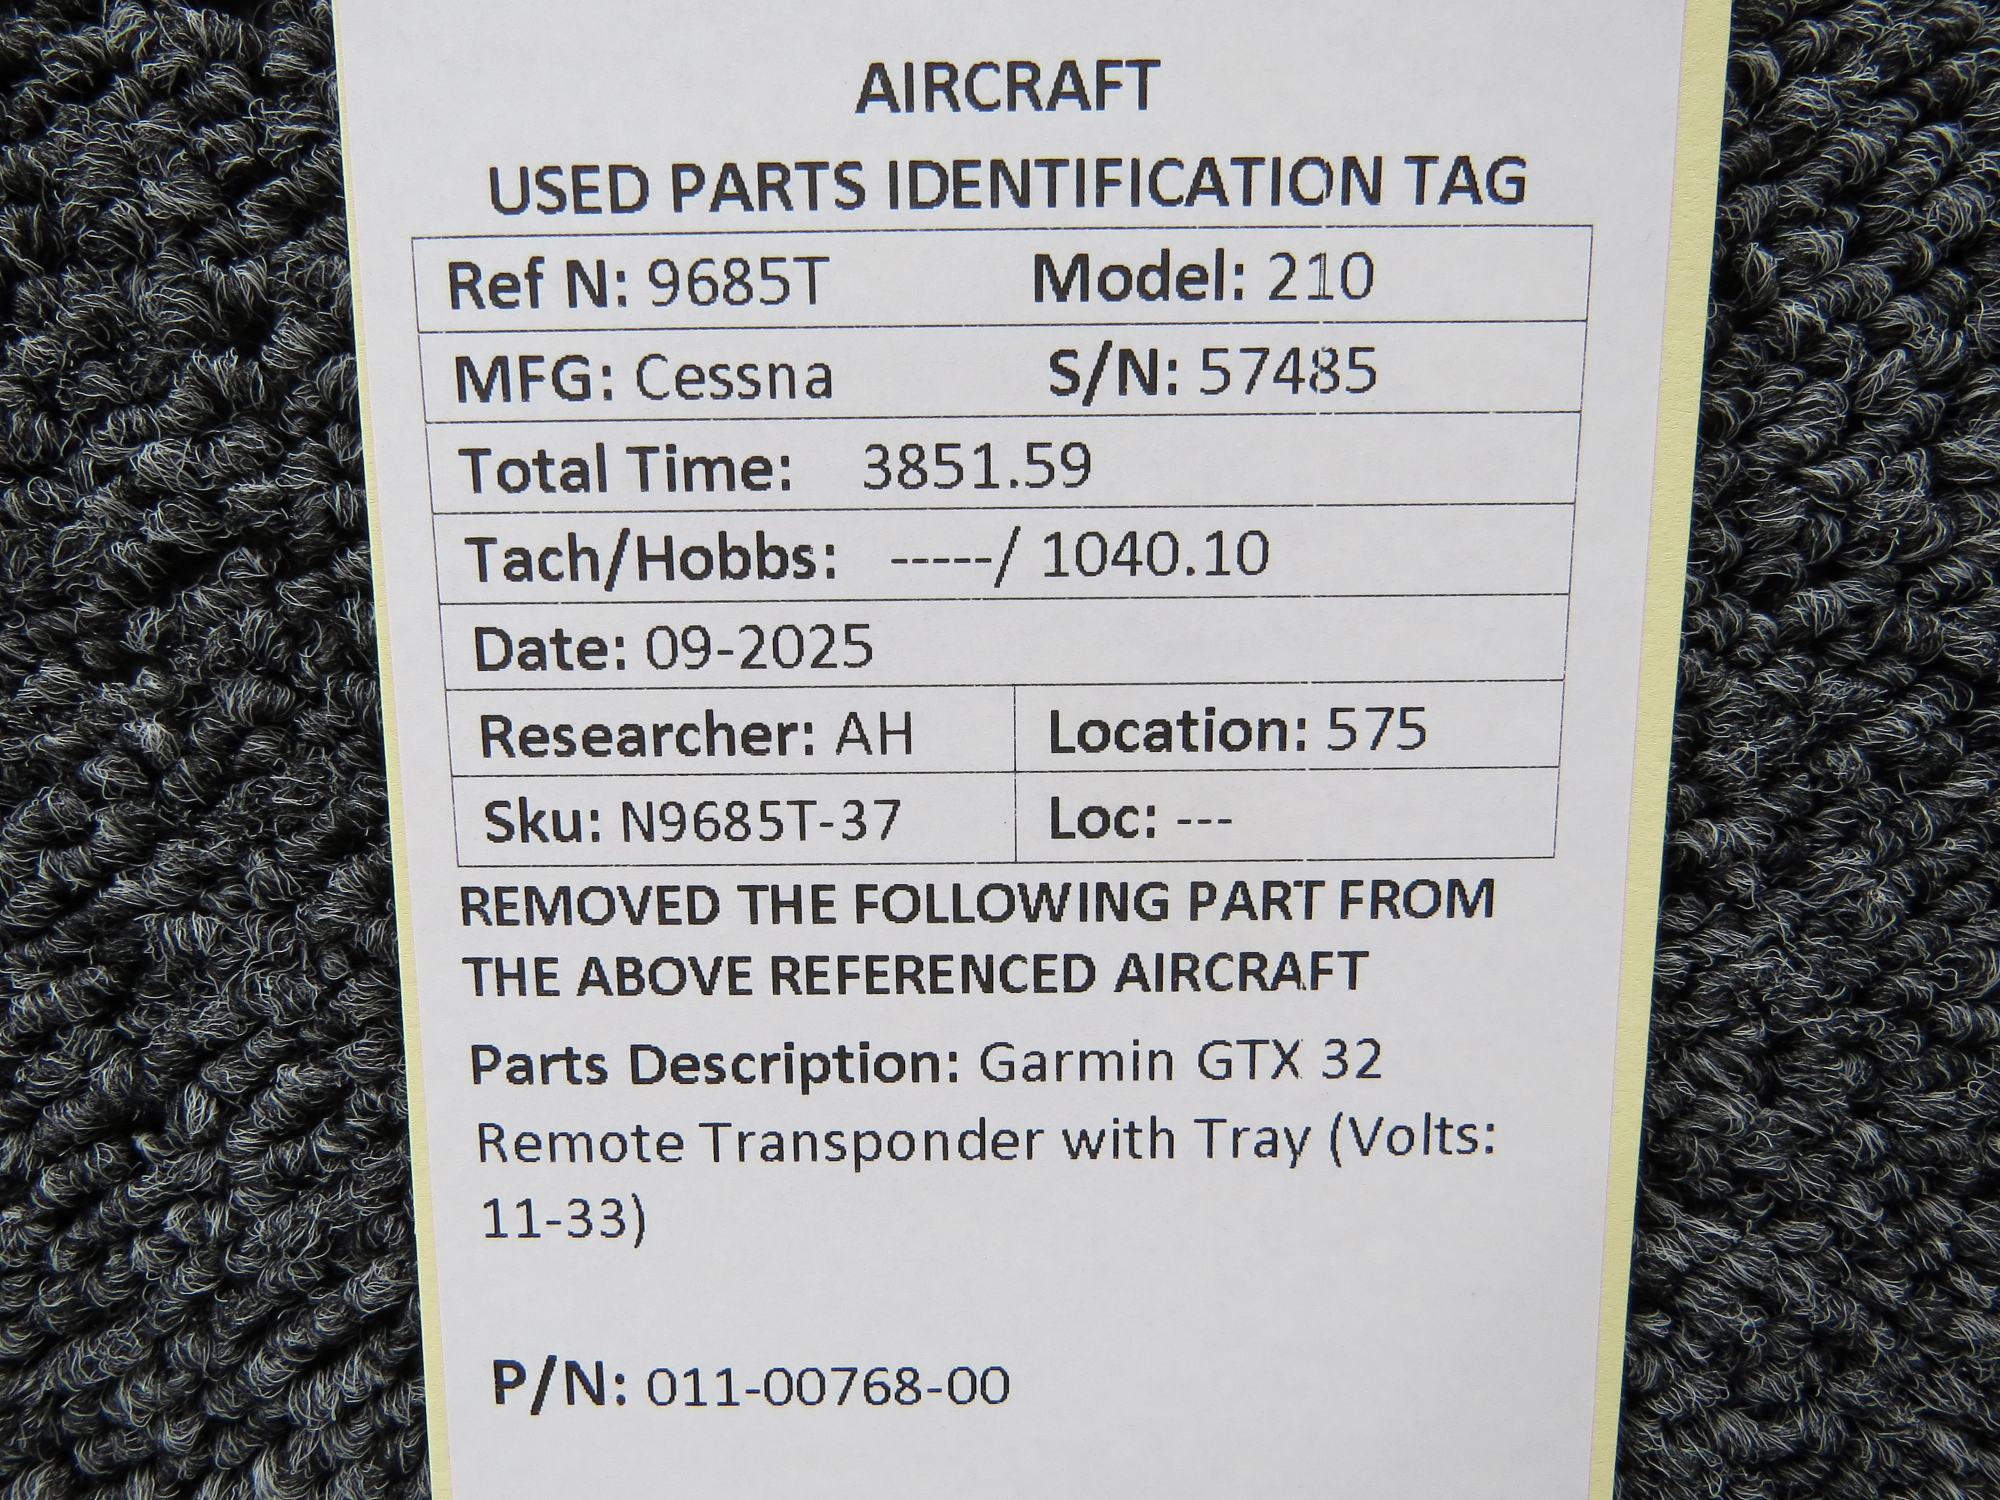 AIRCRAFT
USED PARTS IDENTIFICATION TAG
Ref N: 9685T Model: 210
MFG: Cessna S/N: 57485
Total Time: 3851.59
Tach/Hobbs: -----/ 1040.10
Date: 09-2025
Researcher: AH Location: 575
Sku: N9685T-37 Loc: ---
REMOVED THE FOLLOWING PART FROM
THE ABOVE REFERENCED AIRCRAFT
Parts Description: Garmin GTX 32
Remote Transponder with Tray (Volts:
11-33)
P/N: 011-00768-00